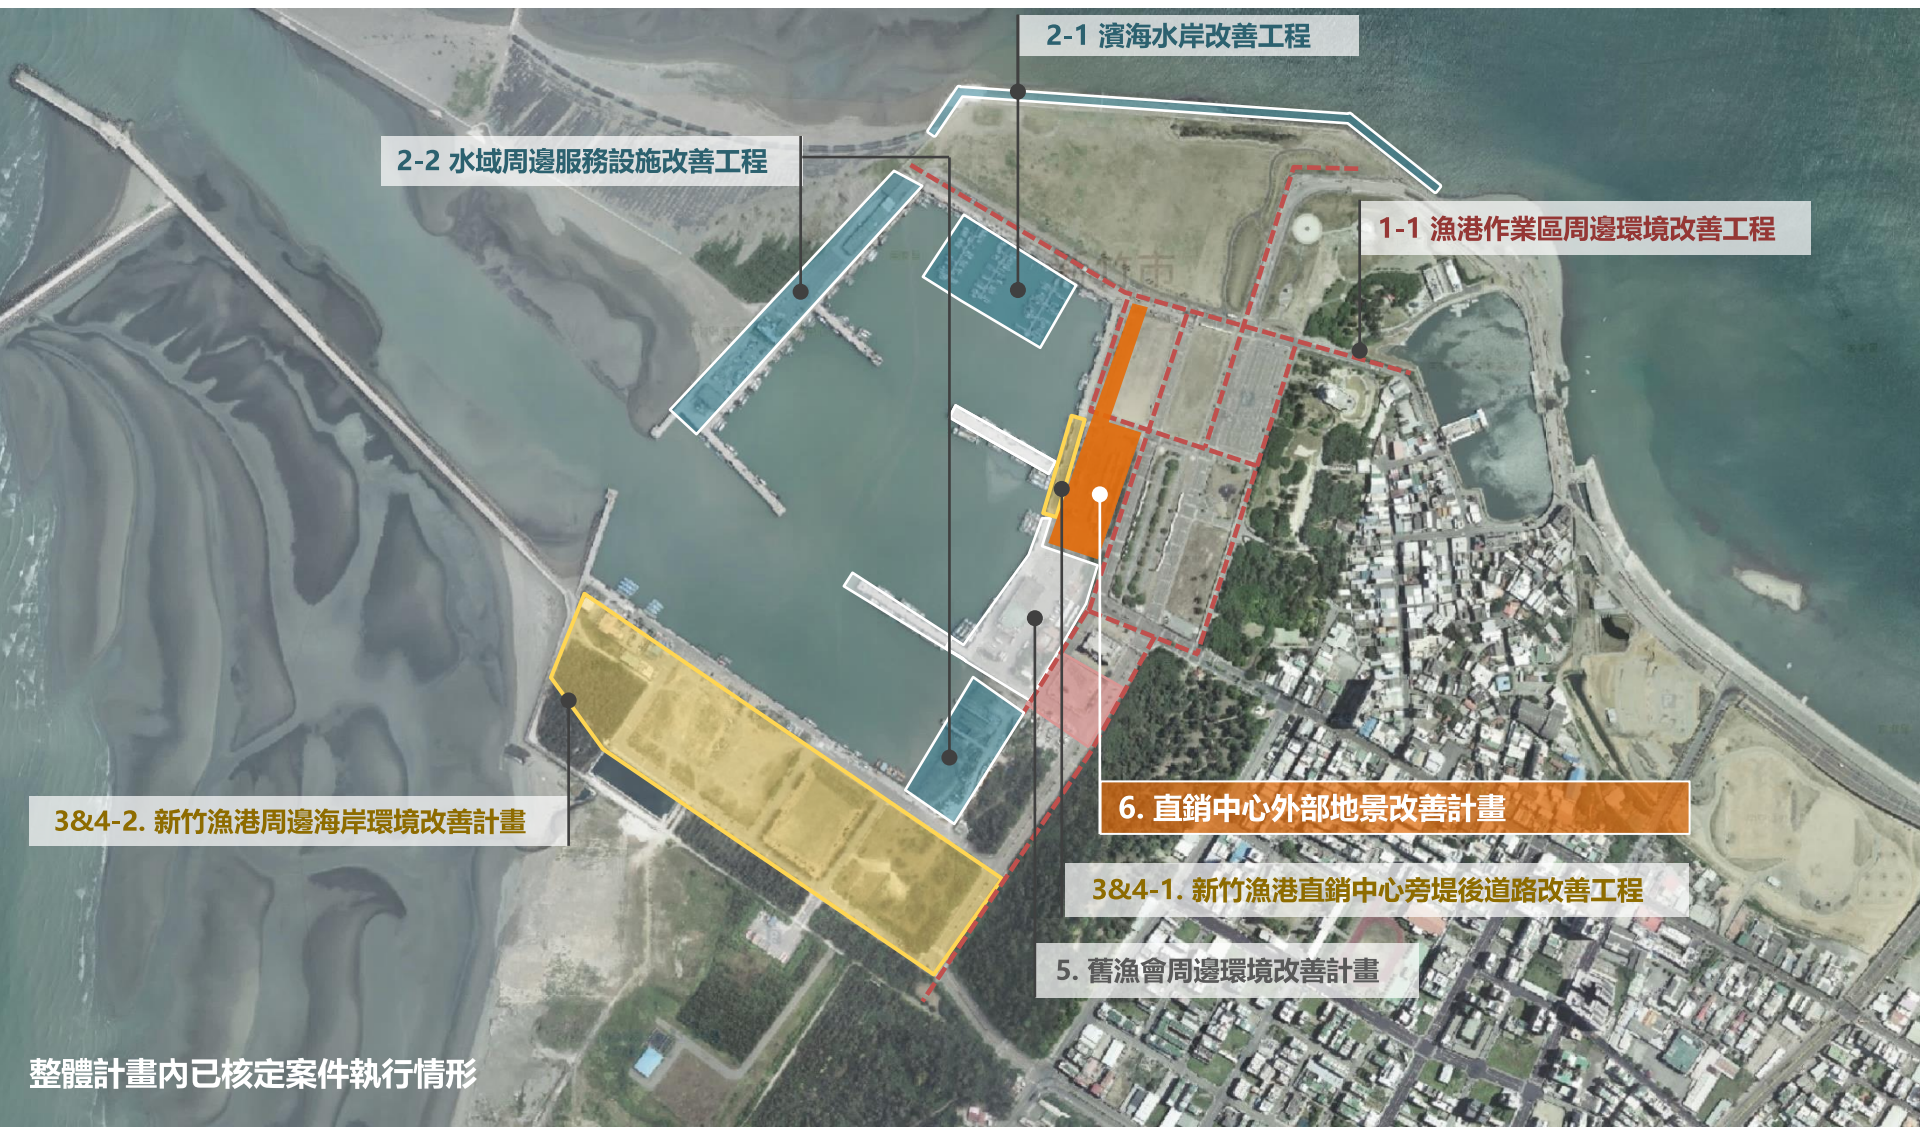 2-1 濱海水岸改善工程
2-2 水域周邊服務設施改善工程
1-1 漁港作業區周邊環境改善工程
6. 直銷中心外部地景改善計畫
3&4-2. 新竹漁港周邊海岸環境改善計畫
3&4-1. 新竹漁港直銷中心旁堤後道路改善工程
5. 舊漁會周邊環境改善計畫
整體計畫內已核定案件執行情形